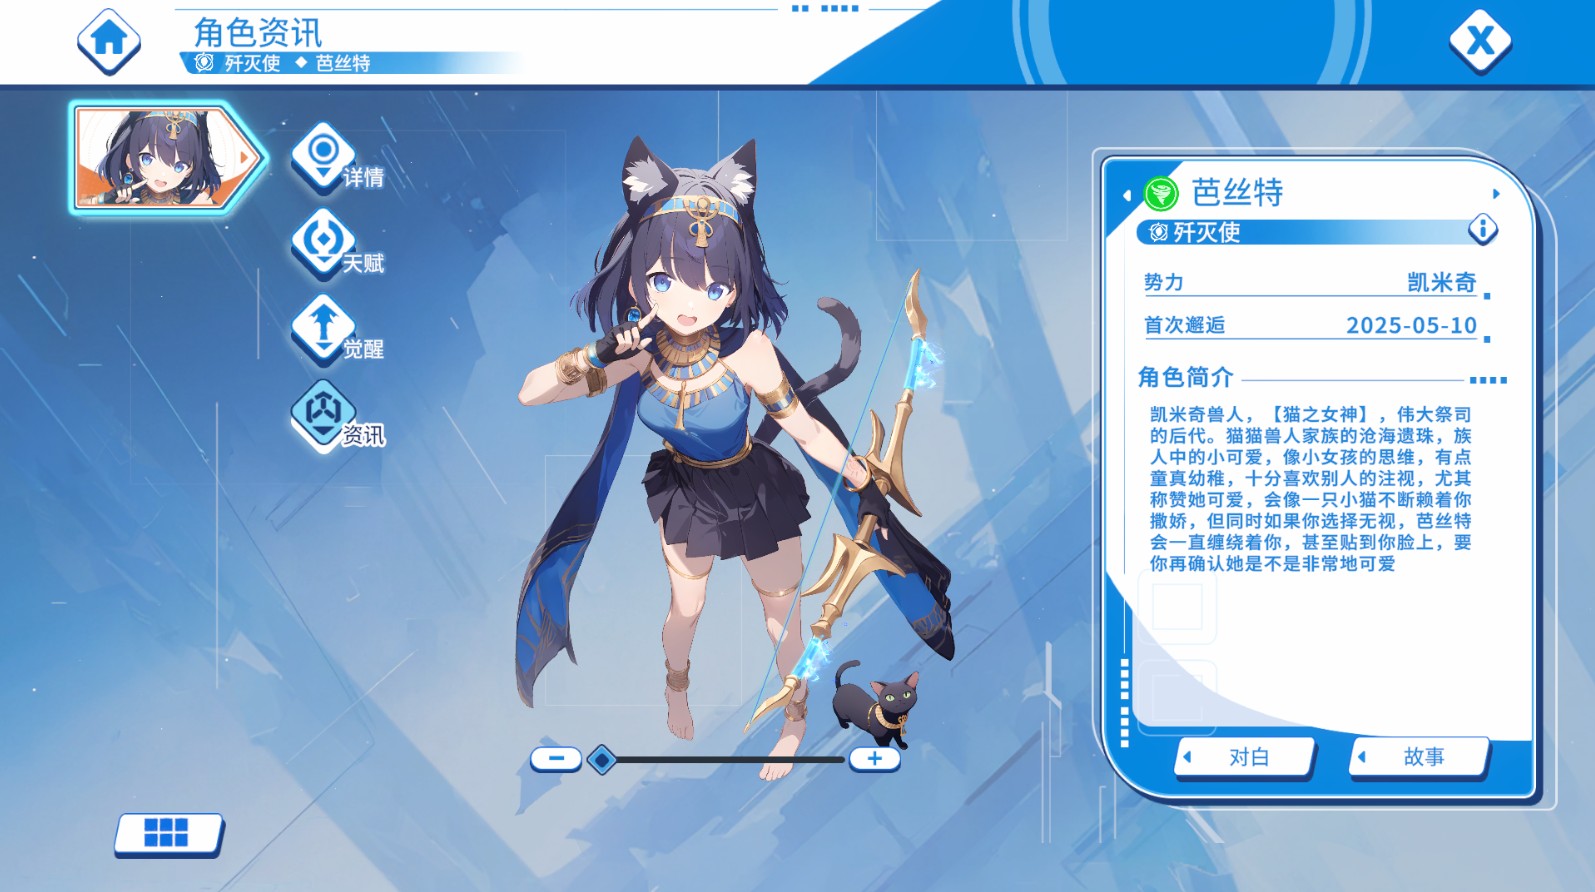 角色资讯
歼灭使 ◆ 芭丝特
X
详情
天赋
觉醒
资讯
芭丝特
歼灭使
势力 凯米奇
首次邂逅 2025-05-10
角色简介
凯米奇兽人，【猫之女神】，伟大祭司
的后代。猫猫兽人家族的沧海遗珠，族
人中的小可爱，像小女孩的思维，有点
童真幼稚，十分喜欢别人的注视，尤其
称赞她可爱，会像一只小猫不断赖着你
撒娇，但同时如果你选择无视，芭丝特
会一直缠绕着你，甚至贴到你脸上，要
你再确认她是不是非常地可爱
对白
故事